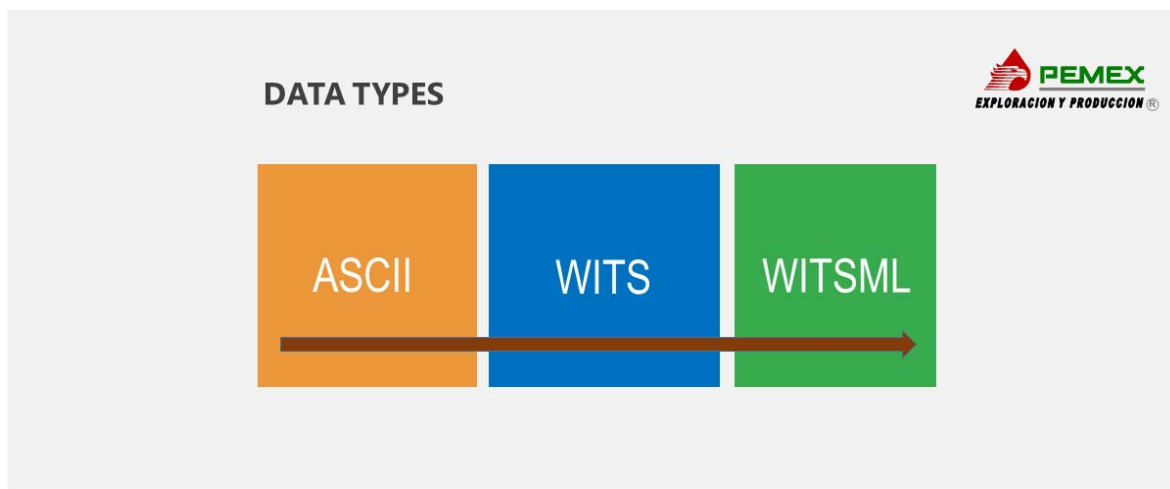 DATA TYPES
PEMEX
EXPLORACION Y PRODUCCION ®
ASCII
WITS
WITSML